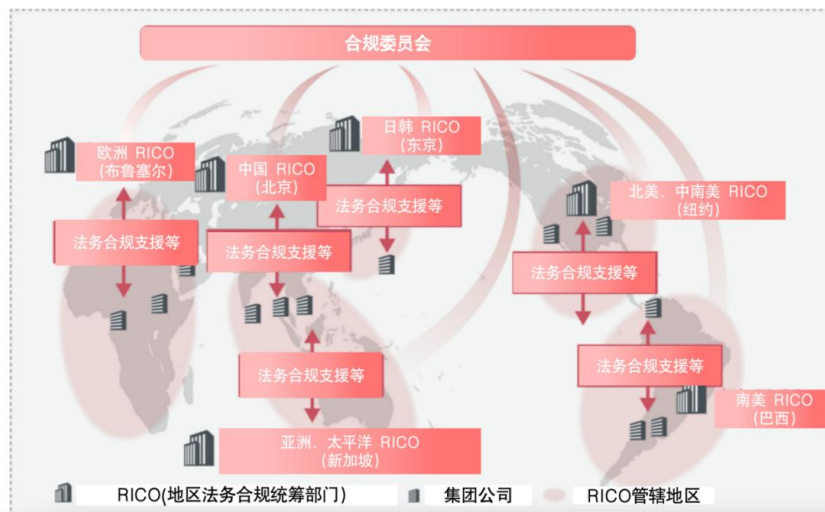 合规委员会
日韩 RICO
(东京)
欧洲 RICO
(布鲁塞尔)
中国 RICO
(北京)
北美、中南美 RICO
(纽约)
法务合规支援等
法务合规支援等
法务合规支援等
法务合规支援等
法务合规支援等
法务合规支援等
南美 RICO
(巴西)
亚洲、太平洋 RICO
(新加坡)
RICO(地区法务合规统筹部门)
集团公司
RICO管辖地区